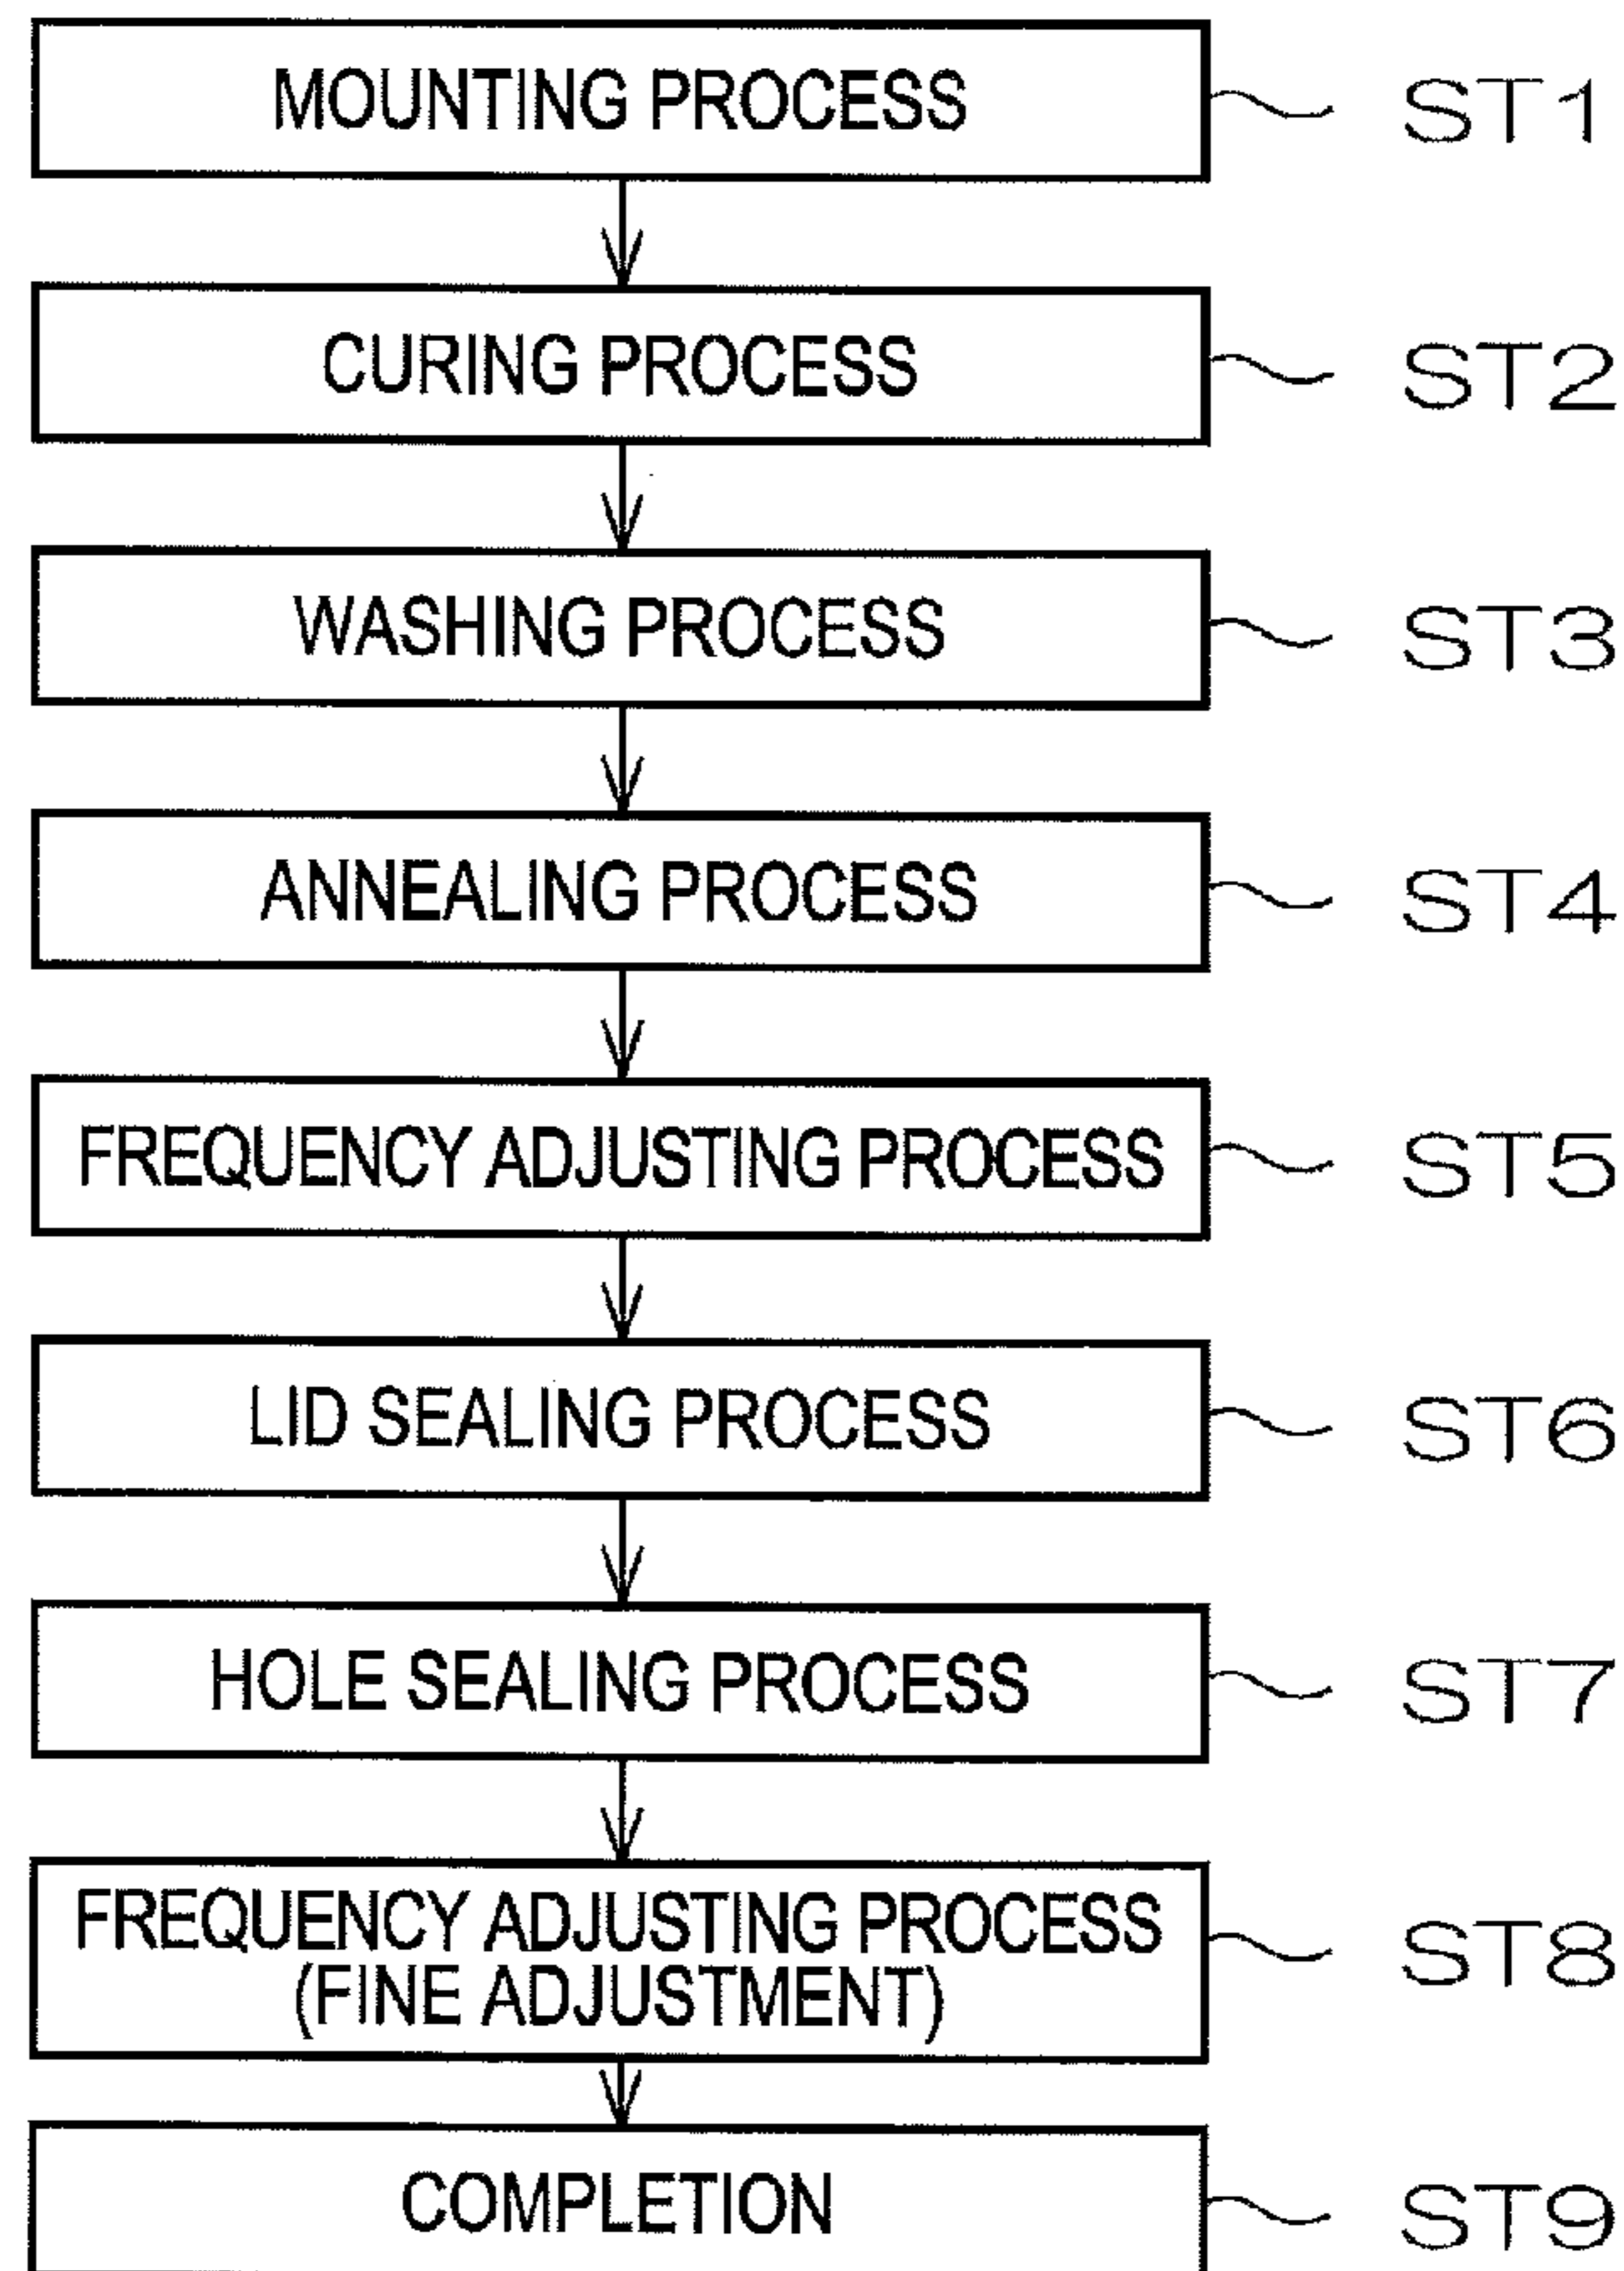 MOUNTING PROCESS ST1
CURING PROCESS ST2
WASHING PROCESS ST3
ANNEALING PROCESS ST4
FREQUENCY ADJUSTING PROCESS ST5
LID SEALING PROCESS ST6
HOLE SEALING PROCESS ST7
FREQUENCY ADJUSTING PROCESS ST8
(FINE ADJUSTMENT)
COMPLETION ST9